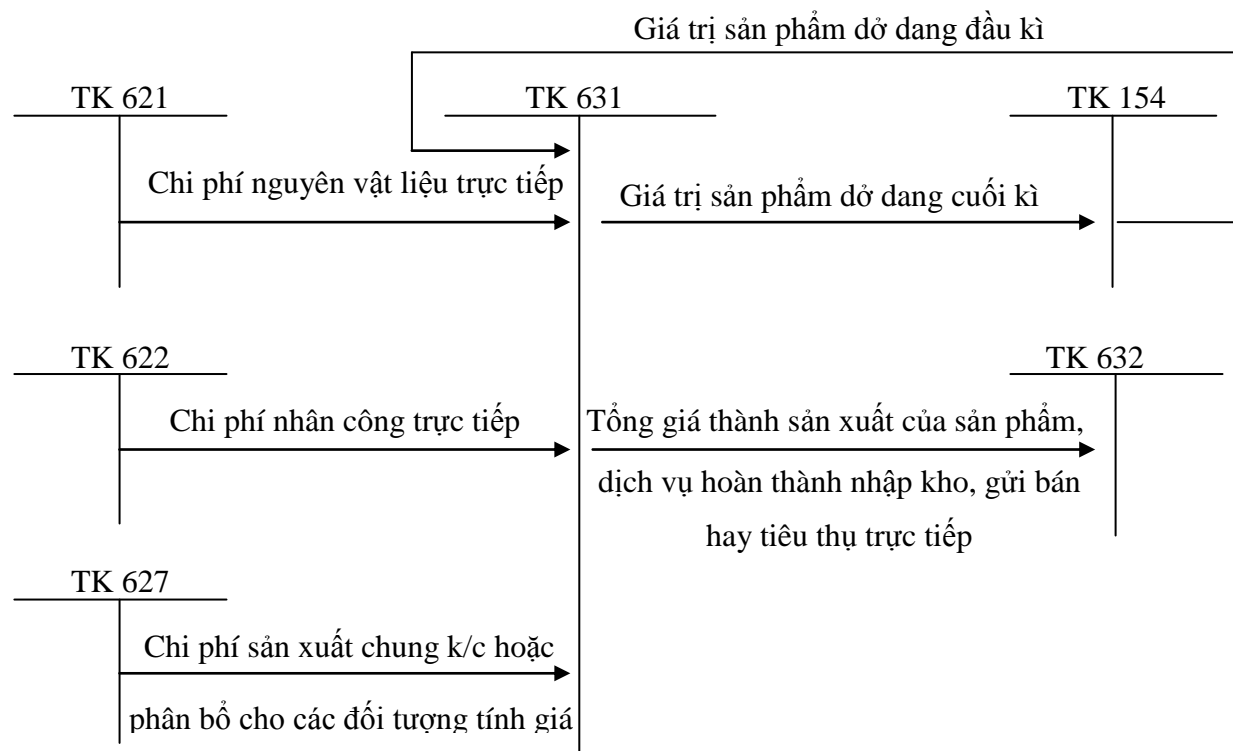 Giá trị sản phẩm dở dang đầu kì
TK 621
TK 631
TK 154
Chi phí nguyên vật liệu trực tiếp
Giá trị sản phẩm dở dang cuối kì
TK 622
TK 632
Chi phí nhân công trực tiếp
Tổng giá thành sản xuất của sản phẩm,
dịch vụ hoàn thành nhập kho, gửi bán
hay tiêu thụ trực tiếp
TK 627
Chi phí sản xuất chung k/c hoặc
phân bổ cho các đối tượng tính giá